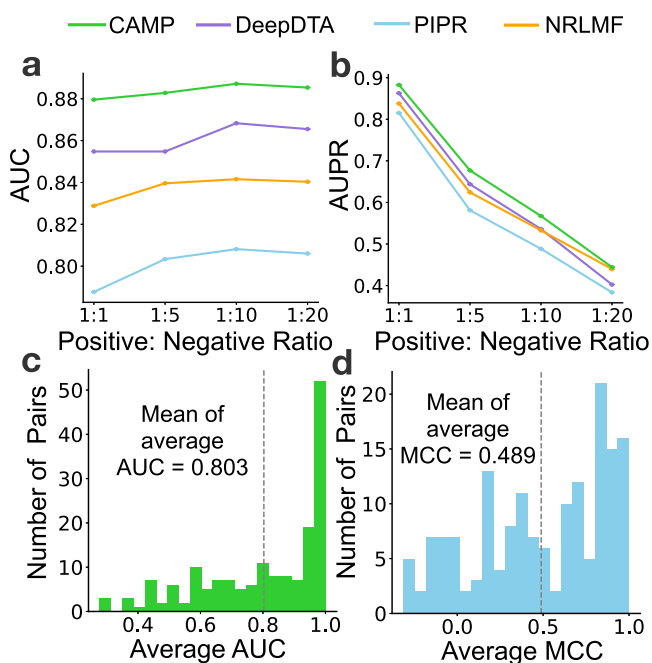 CAMP DeepDTA PIPR NRLMF
a
AUC
0.88
0.86
0.84
0.82
0.80
1:1 1:5 1:10 1:20
Positive: Negative Ratio
b
AUPR
0.9
0.8
0.7
0.6
0.5
0.4
1:1 1:5 1:10 1:20
Positive: Negative Ratio
c
Number of Pairs
50
40
30
20
10
0
Mean of
average
AUC = 0.803
0.4 0.6 0.8 1.0
Average AUC
d
Number of Pairs
20
15
10
5
0
Mean of
average
MCC = 0.489
0.0 0.5 1.0
Average MCC